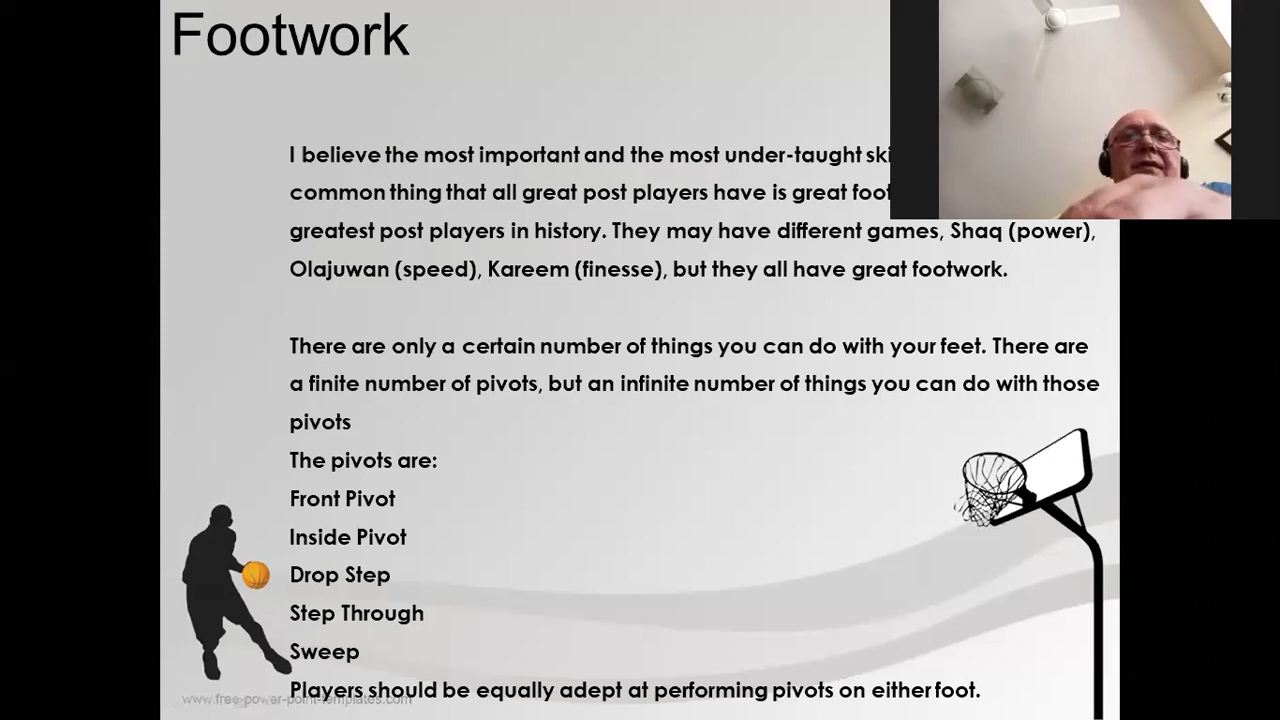 Footwork
I believe the most important and the most under-taught
common thing that all great post players have is great
greatest post players in history. They may have different games, Shaq (power),
Olajuwan (speed), Kareem (finesse), but they all have great footwork.
There are only a certain number of things you can do with your feet. There are
a finite number of pivots, but an infinite number of things you can do with those
pivots
The pivots are:
Front Pivot
Inside Pivot
Drop Step
Step Through
Sweep
Players should be equally adept at performing pivots on either foot.
www.free-power-point-templates.com